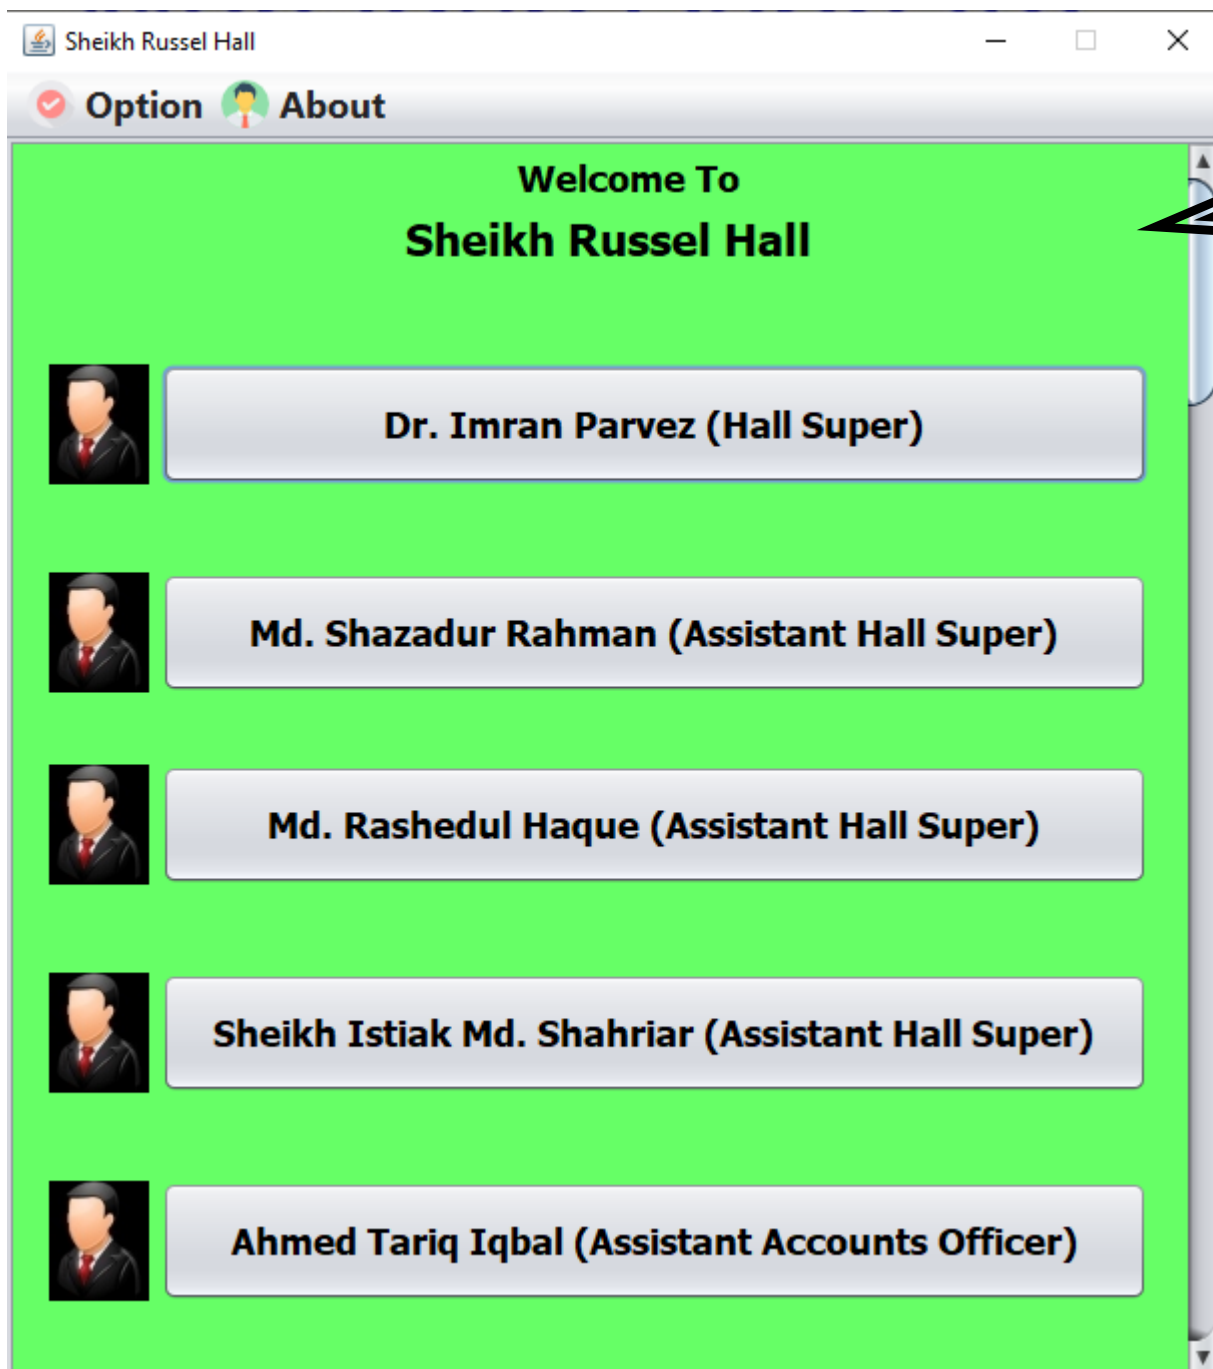 Sheikh Russel Hall
Option About
Welcome To
Sheikh Russel Hall
Dr. Imran Parvez (Hall Super)
Md. Shazadur Rahman (Assistant Hall Super)
Md. Rashedul Haque (Assistant Hall Super)
Sheikh Istiak Md. Shahriar (Assistant Hall Super)
Ahmed Tariq Iqbal (Assistant Accounts Officer)